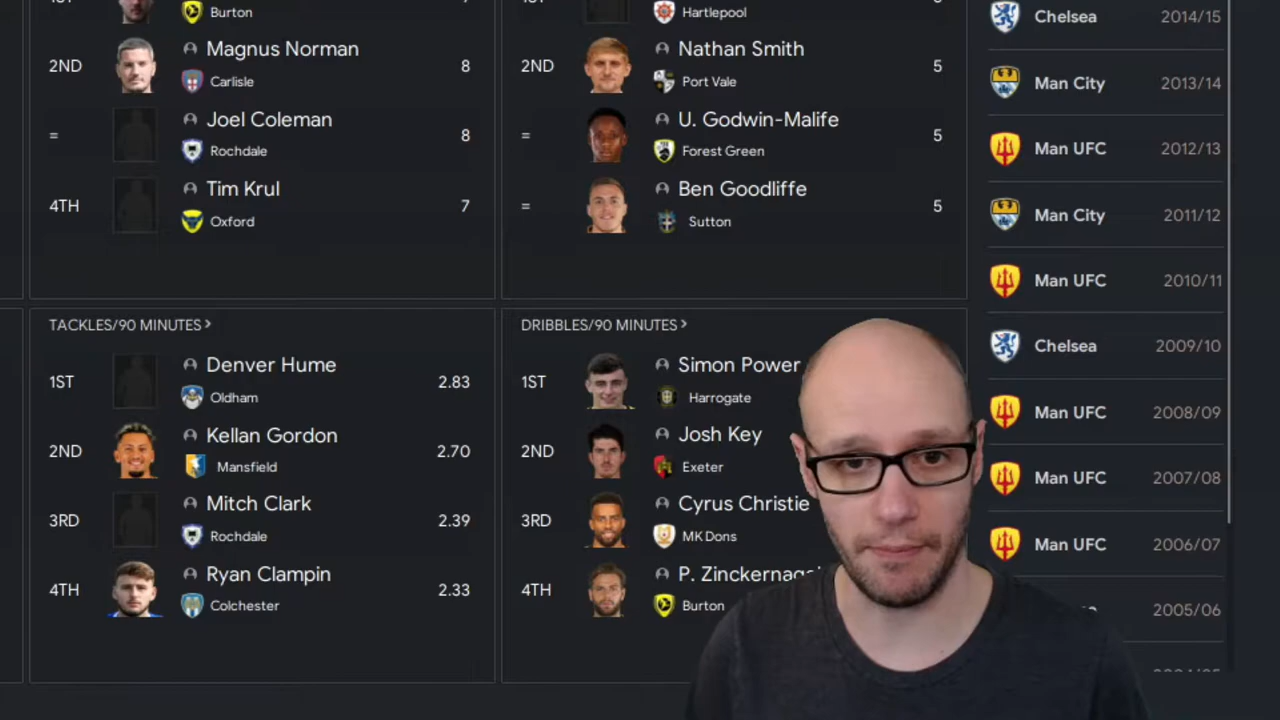 Burton
2ND
Magnus Norman
Carlisle
8
=
Joel Coleman
Rochdale
8
4TH
Tim Krul
Oxford
7
Hartlepool
2ND
Nathan Smith
Port Vale
5
=
U. Godwin-Malife
Forest Green
5
=
Ben Goodliffe
Sutton
5
TACKLES/90 MINUTES >
1ST
Denver Hume
Oldham
2.83
2ND
Kellan Gordon
Mansfield
2.70
3RD
Mitch Clark
Rochdale
2.39
4TH
Ryan Clampin
Colchester
2.33
DRIBBLES/90 MINUTES >
1ST
Simon Power
Harrogate
2ND
Josh Key
Exeter
3RD
Cyrus Christie
MK Dons
4TH
P.
Burton
Chelsea 2014/15
Man City 2013/14
Man UFC 2012/13
Man City 2011/12
Man UFC 2010/11
Chelsea 2009/10
Man UFC 2008/09
Man UFC 2007/08
Man UFC 2006/07
2005/06